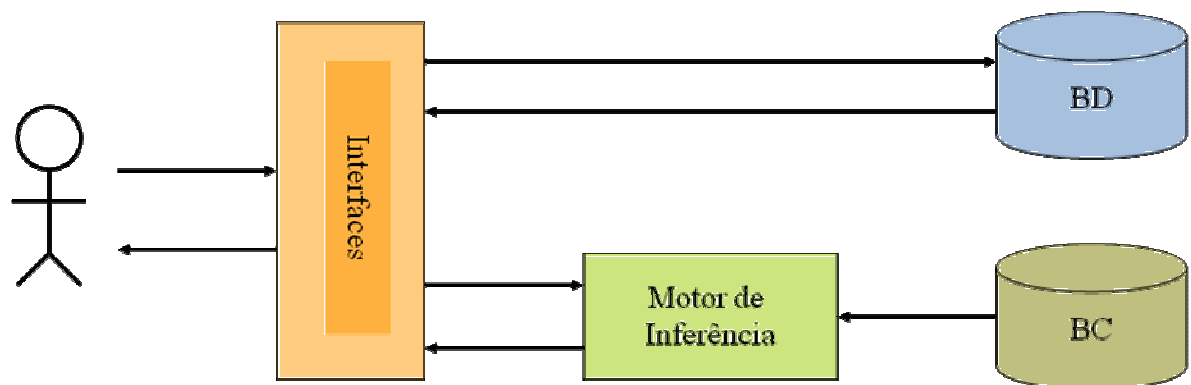 Interfaces
BD
Motor de
Inferência
BC